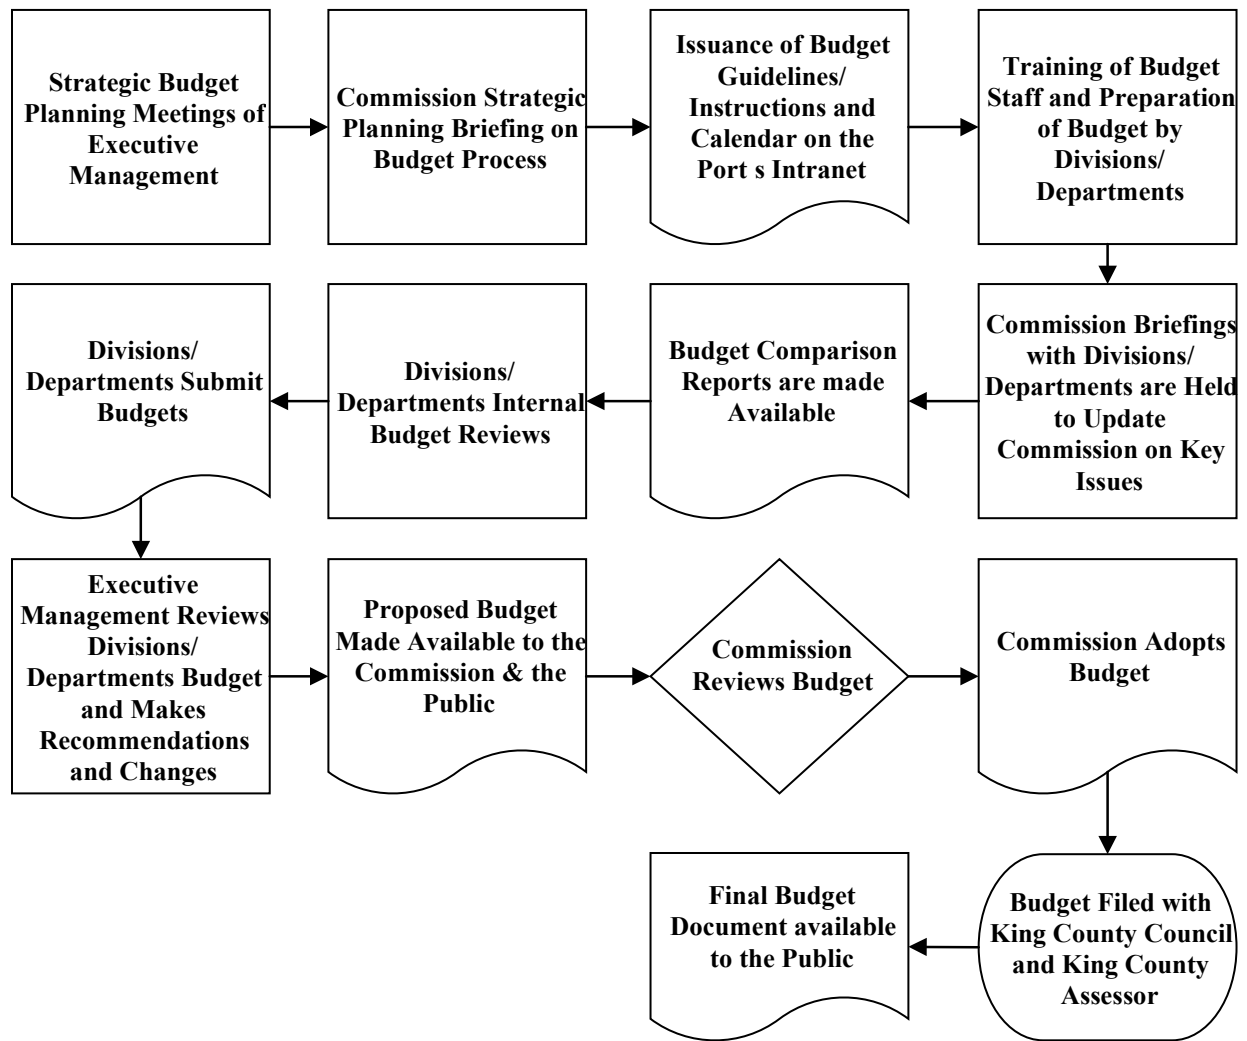 Strategic Budget
Planning Meetings of
Executive
Management
Commission Strategic
Planning Briefing on
Budget Process
Issuance of Budget
Guidelines/
Instructions and
Calendar on the
Port s Intranet
Training of Budget
Staff and Preparation
of Budget by
Divisions/
Departments
Commission Briefings
with Divisions/
Departments are Held
to Update
Commission on Key
Issues
Budget Comparison
Reports are made
Available
Divisions/
Departments Internal
Budget Reviews
Divisions/
Departments Submit
Budgets
Executive
Management Reviews
Divisions/
Departments Budget
and Makes
Recommendations
and Changes
Proposed Budget
Made Available to the
Commission & the
Public
Commission
Reviews Budget
Commission Adopts
Budget
Budget Filed with
King County Council
and King County
Assessor
Final Budget
Document available
to the Public